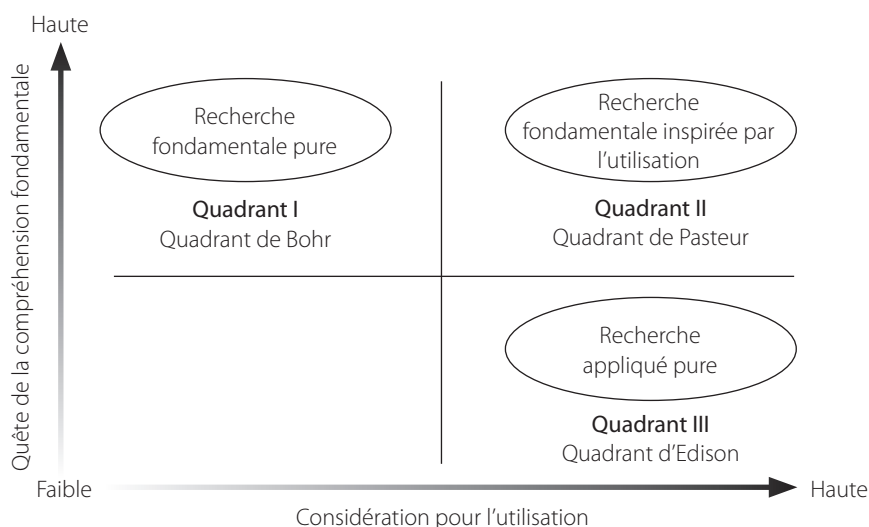 Haute
Quête de la compréhension fondamentale
Recherche
fondamentale pure
Quadrant I
Quadrant de Bohr
Recherche
fondamentale inspirée par
l'utilisation
Quadrant II
Quadrant de Pasteur
Recherche
appliqué pure
Quadrant III
Quadrant d'Edison
Faible
Haute
Considération pour l'utilisation